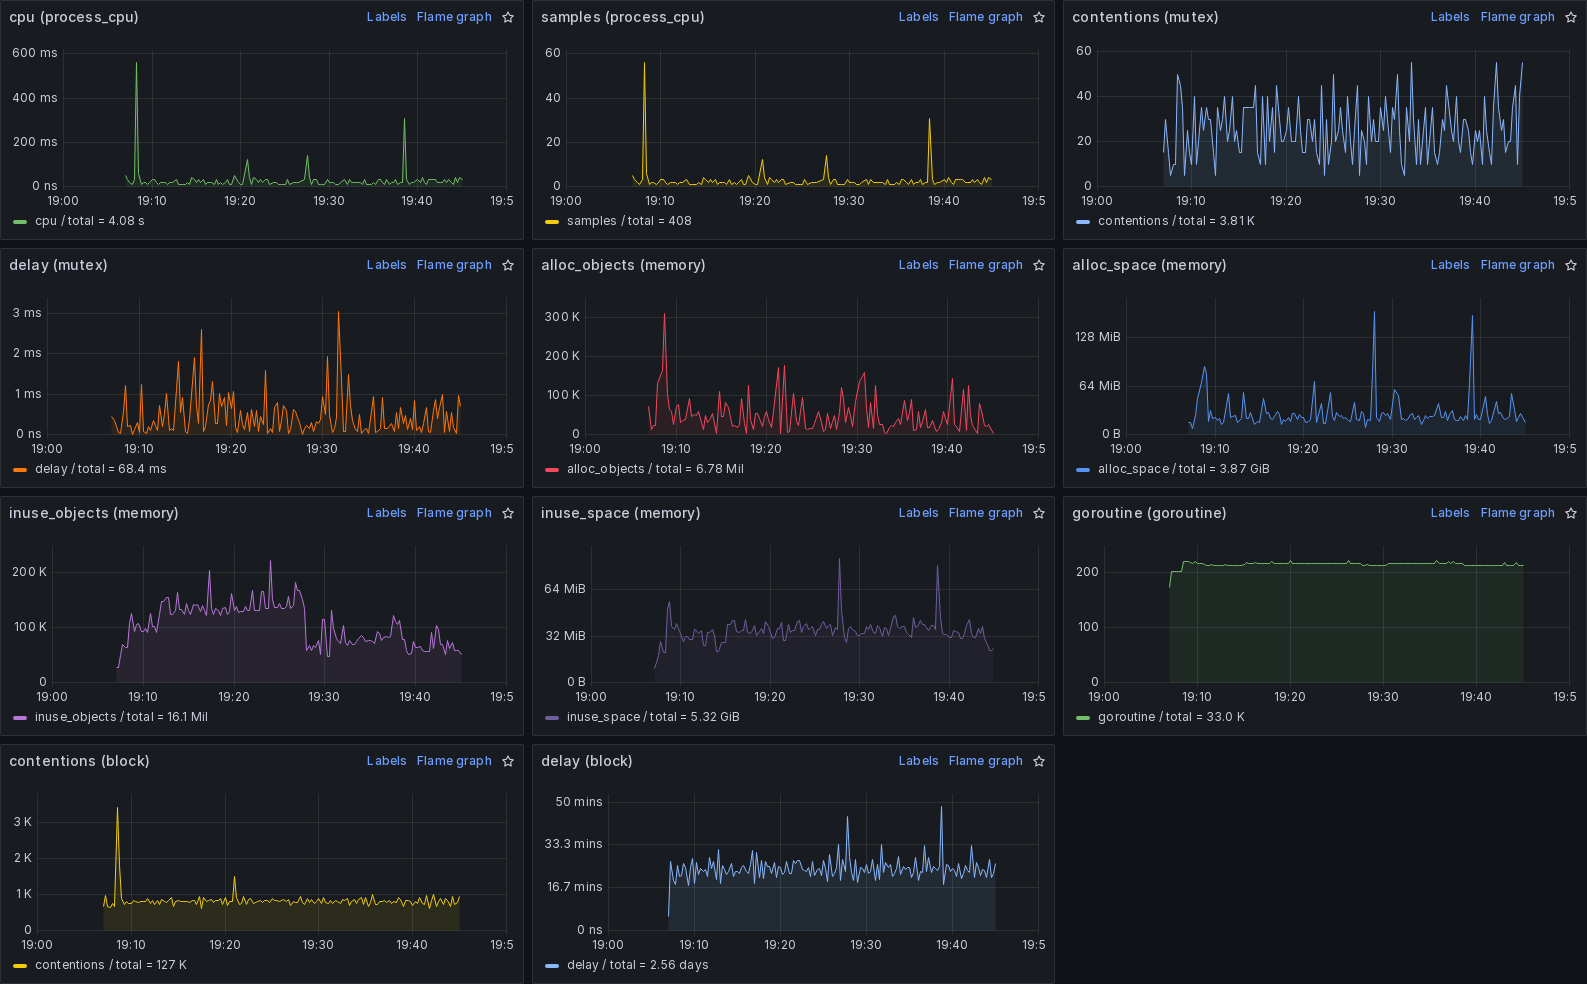 cpu (process_cpu) Labels Flame graph
600 ms
400 ms
200 ms
0 ns
19:00 19:10 19:20 19:30 19:40 19:5
cpu / total = 4.08 s
samples (process_cpu) Labels Flame graph
60
40
20
0
19:00 19:10 19:20 19:30 19:40 19:5
samples / total = 408
contentions (mutex) Labels Flame graph
60
40
20
0
19:00 19:10 19:20 19:30 19:40 19:5
contentions / total = 3.81 K
delay (mutex) Labels Flame graph
3 ms
2 ms
1 ms
0 ns
19:00 19:10 19:20 19:30 19:40 19:5
delay / total = 68.4 ms
alloc_objects (memory) Labels Flame graph
300 K
200 K
100 K
0
19:00 19:10 19:20 19:30 19:40 19:5
alloc_objects / total = 6.78 Mil
alloc_space (memory) Labels Flame graph
128 MiB
64 MiB
0 B
19:00 19:10 19:20 19:30 19:40 19:5
alloc_space / total = 3.87 GiB
inuse_objects (memory) Labels Flame graph
200 K
100 K
0
19:00 19:10 19:20 19:30 19:40 19:5
inuse_objects / total = 16.1 Mil
inuse_space (memory) Labels Flame graph
64 MiB
32 MiB
0 B
19:00 19:10 19:20 19:30 19:40 19:5
inuse_space / total = 5.32 GiB
goroutine (goroutine) Labels Flame graph
200
100
0
19:00 19:10 19:20 19:30 19:40 19:5
goroutine / total = 33.0 K
contentions (block) Labels Flame graph
3 K
2 K
1 K
0
19:00 19:10 19:20 19:30 19:40 19:5
contentions / total = 127 K
delay (block) Labels Flame graph
50 mins
33.3 mins
16.7 mins
0 ns
19:00 19:10 19:20 19:30 19:40 19:5
delay / total = 2.56 days